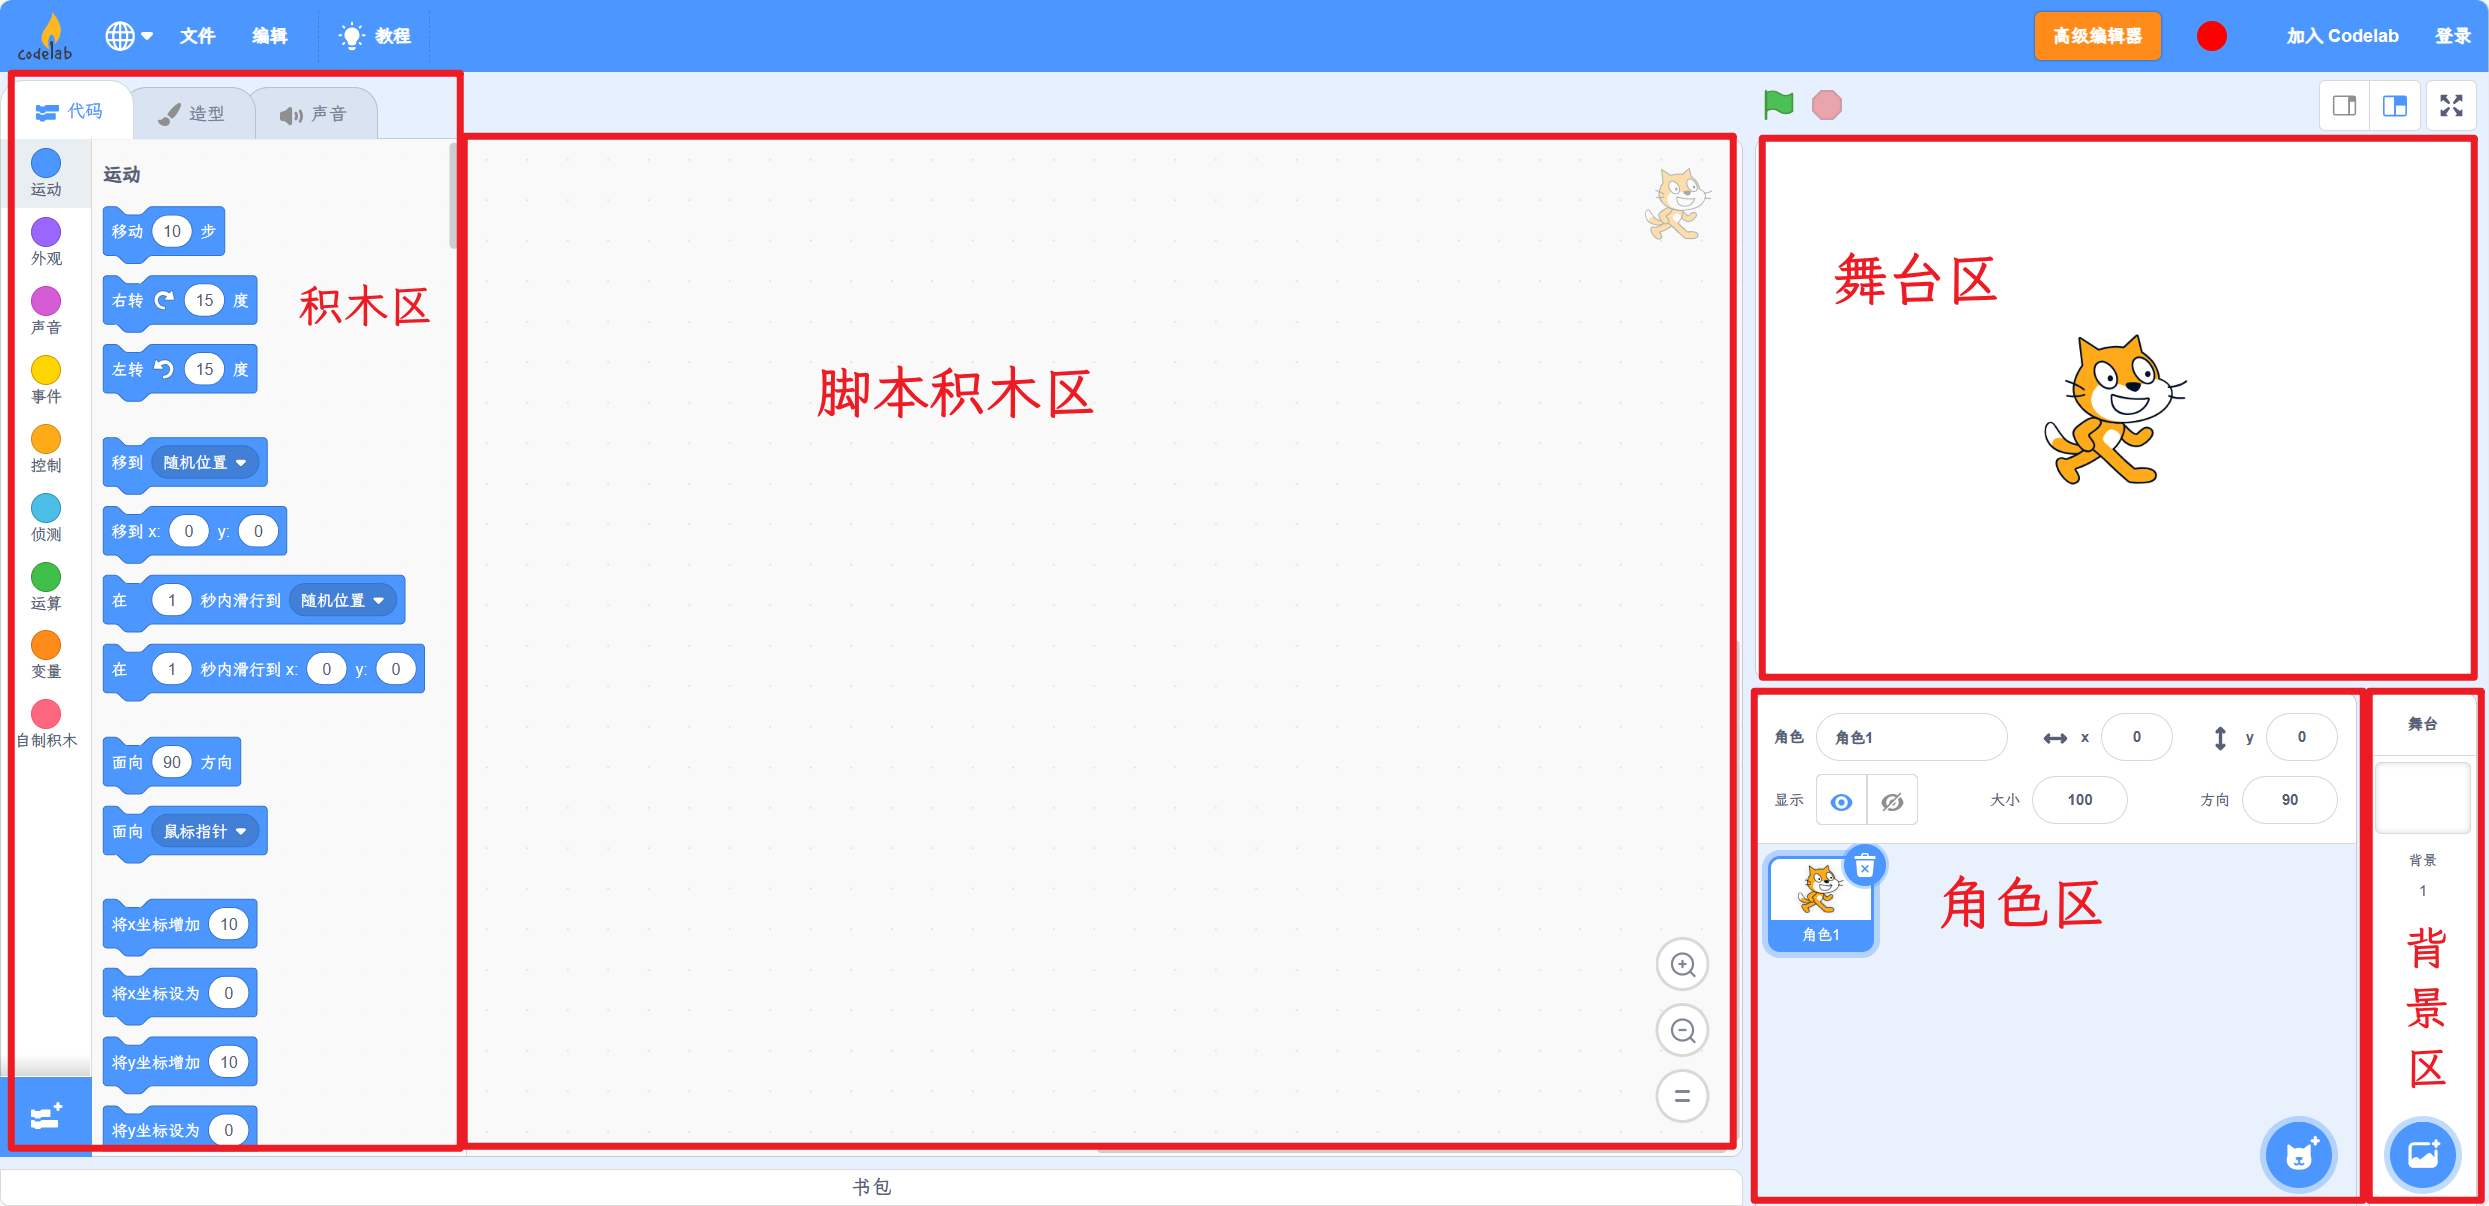 codelab
文件
编辑
教程
高级编辑器
加入 Codelab
登录
代码
造型
声音
运动
外观
声音
事件
控制
侦测
运算
变量
自制积木
运动
移动 10 步
右转 15 度
左转 15 度
移到 随机位置
移到 x: 0 y: 0
在 1 秒内滑行到 随机位置
在 1 秒内滑行到 x: 0 y: 0
面向 90 方向
面向 鼠标指针
将x坐标增加 10
将x坐标设为 0
将y坐标增加 10
将y坐标设为 0
积木区
脚本积木区
书包
舞台区
角色 角色1 x 0 y 0
显示 大小 100 方向 90
角色1
角色区
舞台
背景
1
背
景
区